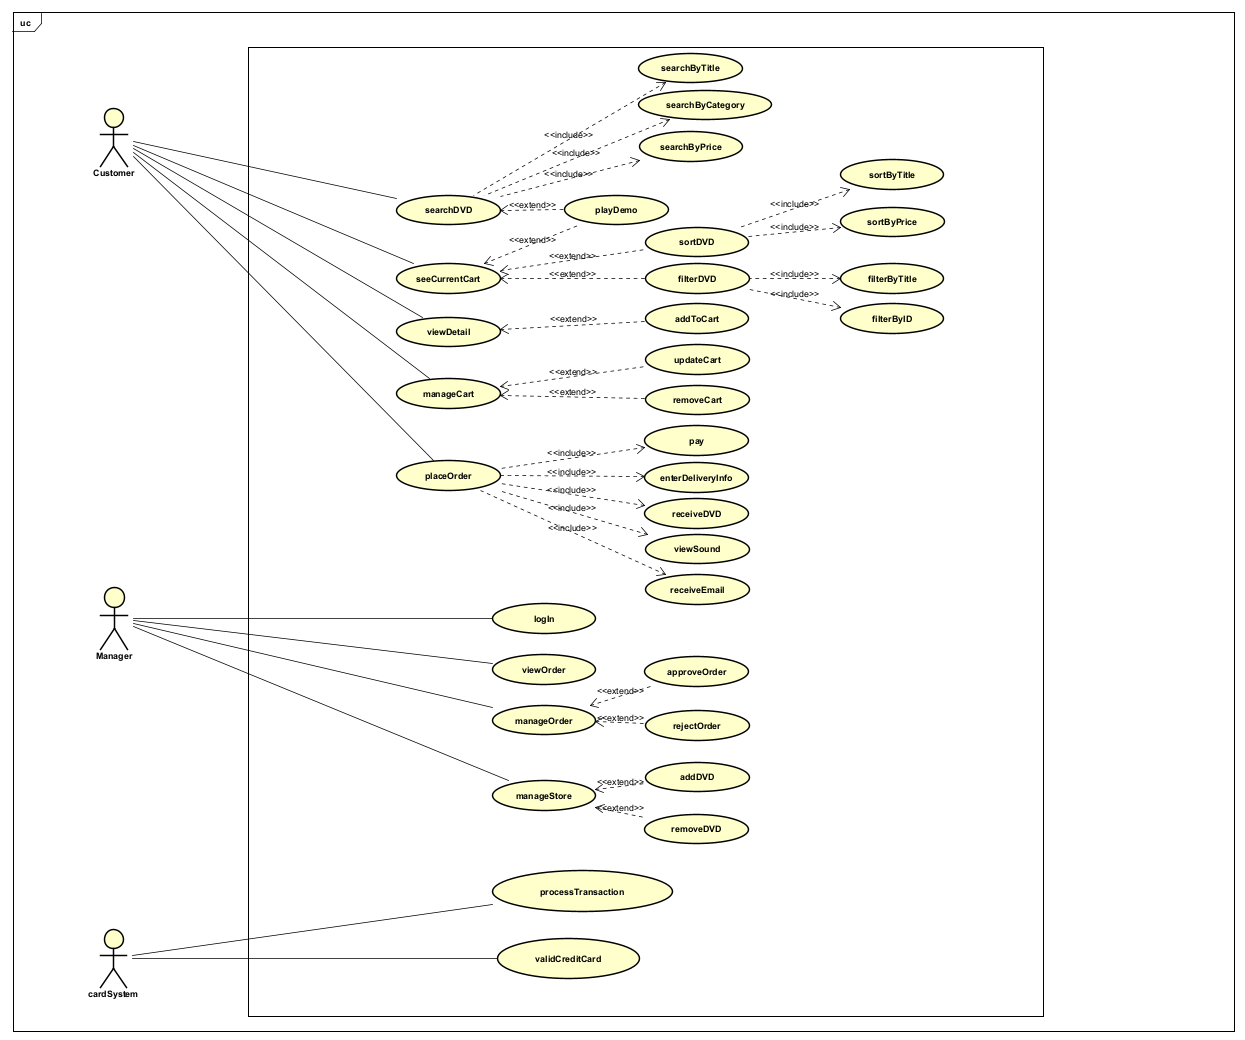 uc
searchByTitle
searchByCategory
<<include>>
Customer
<<include>>
searchByPrice
<<include>>
sortByTitle
searchDVD
<<extend>>
playDemo
<<include>>
sortByPrice
<<extend>>
sortDVD
<<include>>
<<extend>>
seeCurrentCart
<<extend>>
filterDVD
<<include>>
filterByTitle
<<include>>
viewDetail
<<extend>>
addToCart
filterByID
updateCart
<<extend>>
manageCart
<<extend>>
removeCart
pay
<<include>>
placeOrder
<<include>>
enterDeliveryInfo
<<include>>
receiveDVD
<<include>>
<<include>>
viewSound
receiveEmail
logIn
Manager
viewOrder
approveOrder
<<extend>>
manageOrder
<<extend>>
rejectOrder
addDVD
<<extend>>
manageStore
<<extend>>
removeDVD
processTransaction
validCreditCard
cardSystem